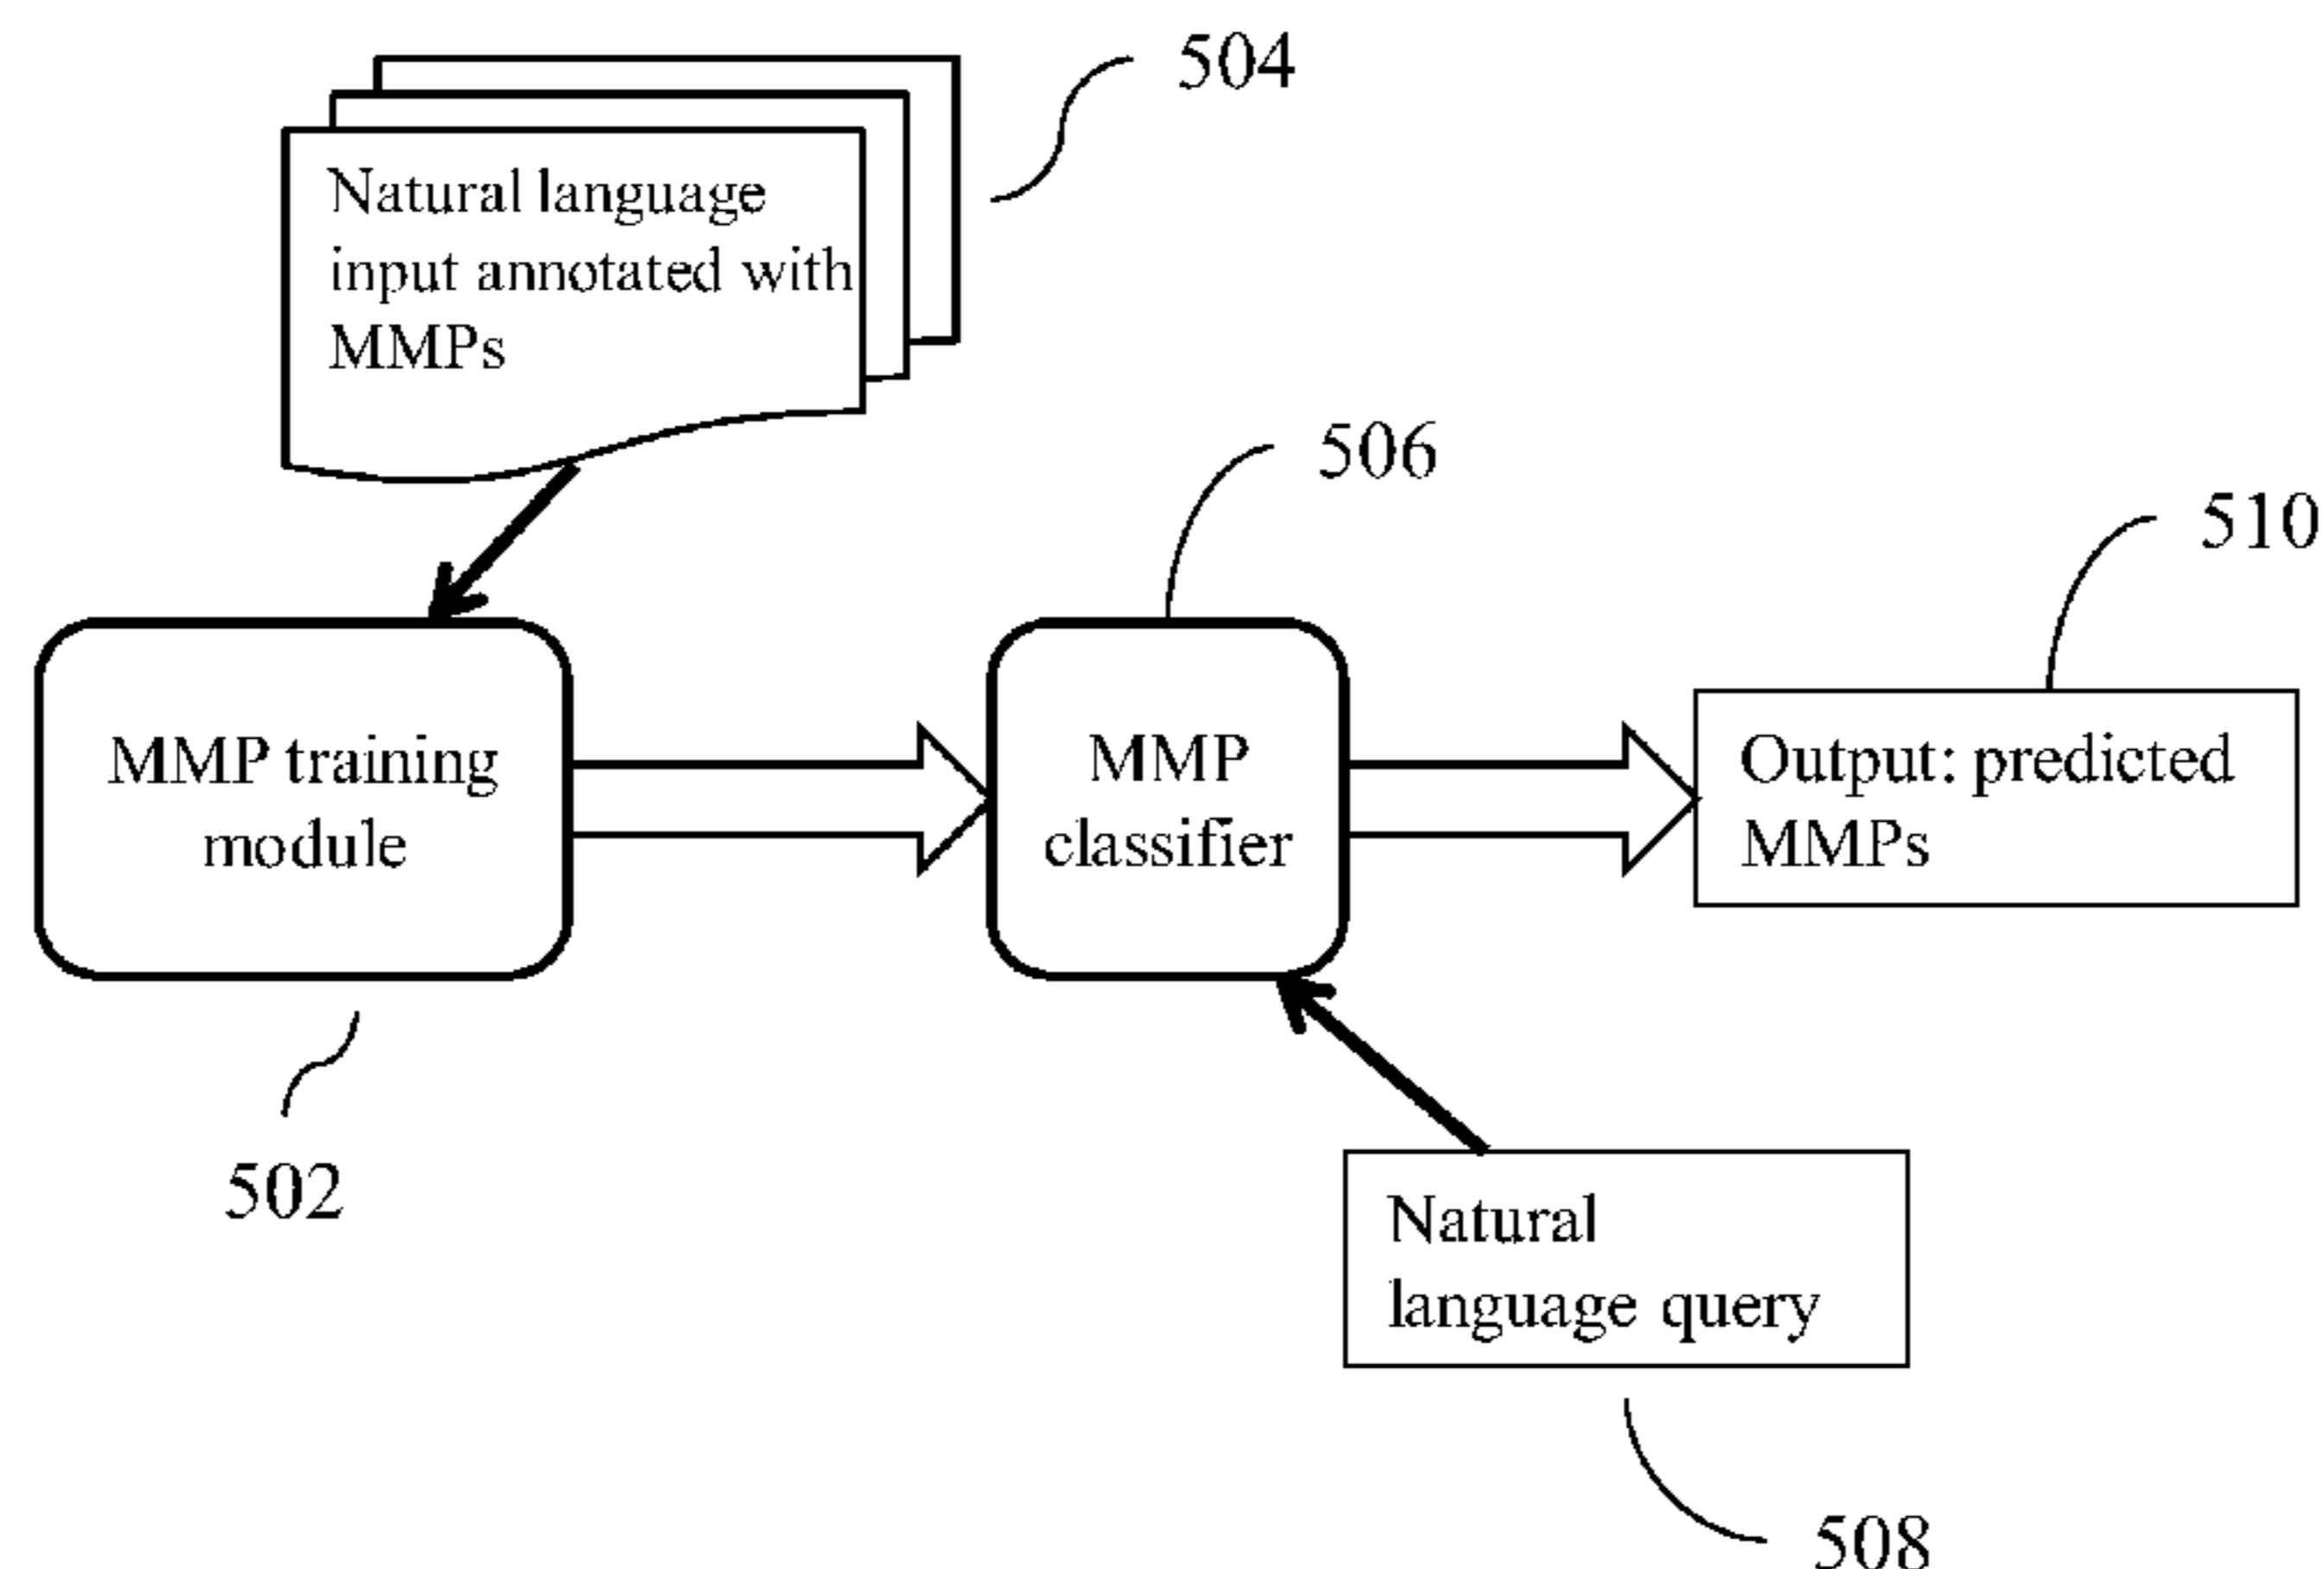 504
Natural language
input annotated with
MMPs
506
510
MMP training
module
MMP
classifier
Output: predicted
MMPs
502
Natural
language query
508